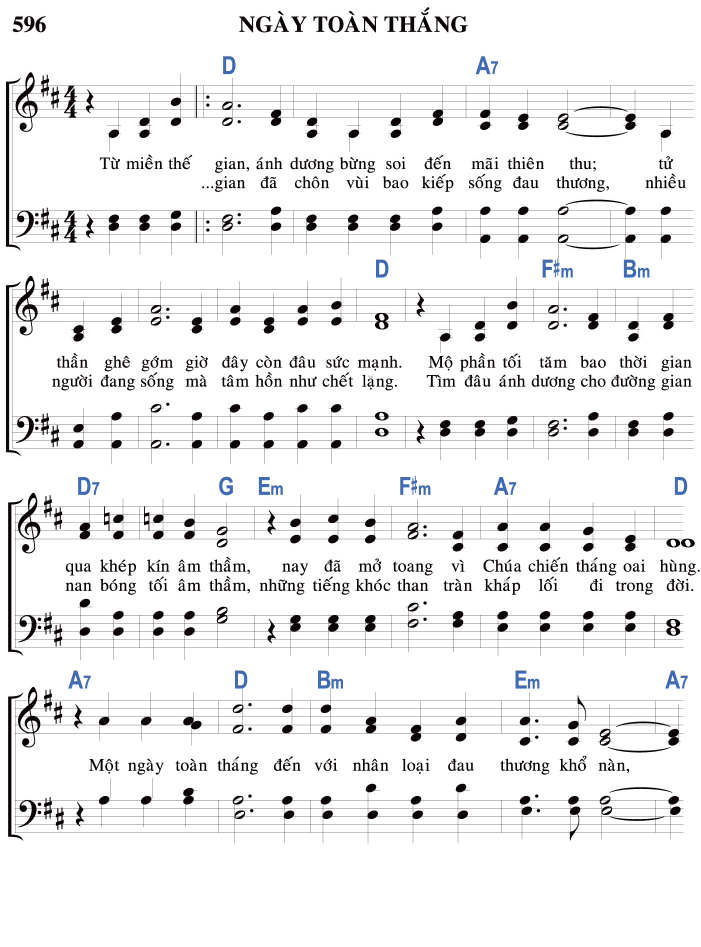 596 NGÀY TOÀN THẮNG
D A7
Từ miền thế gian, ánh dương bừng soi đến mãi thiên thu; tử
...gian đã chôn vùi bao kiếp sống đau thương, nhiều
D F#m Bm
thần ghê gớm giờ đây còn đâu sức mạnh. Mộ phần tối tăm bao thời gian
người đang sống mà tâm hồn như chết lặng. Tìm đâu ánh dương cho đường gian
D7 G Em F#m A7 D
qua khép kín âm thầm, nay đã mở toang vì Chúa chiến tháng oai hùng.
nan bóng tối âm thầm, những tiếng khóc than tràn khắp lối đi trong đời.
A7 D Bm Em A7
Một ngày toàn tháng đến với nhân loại đau thương khổ nàn,